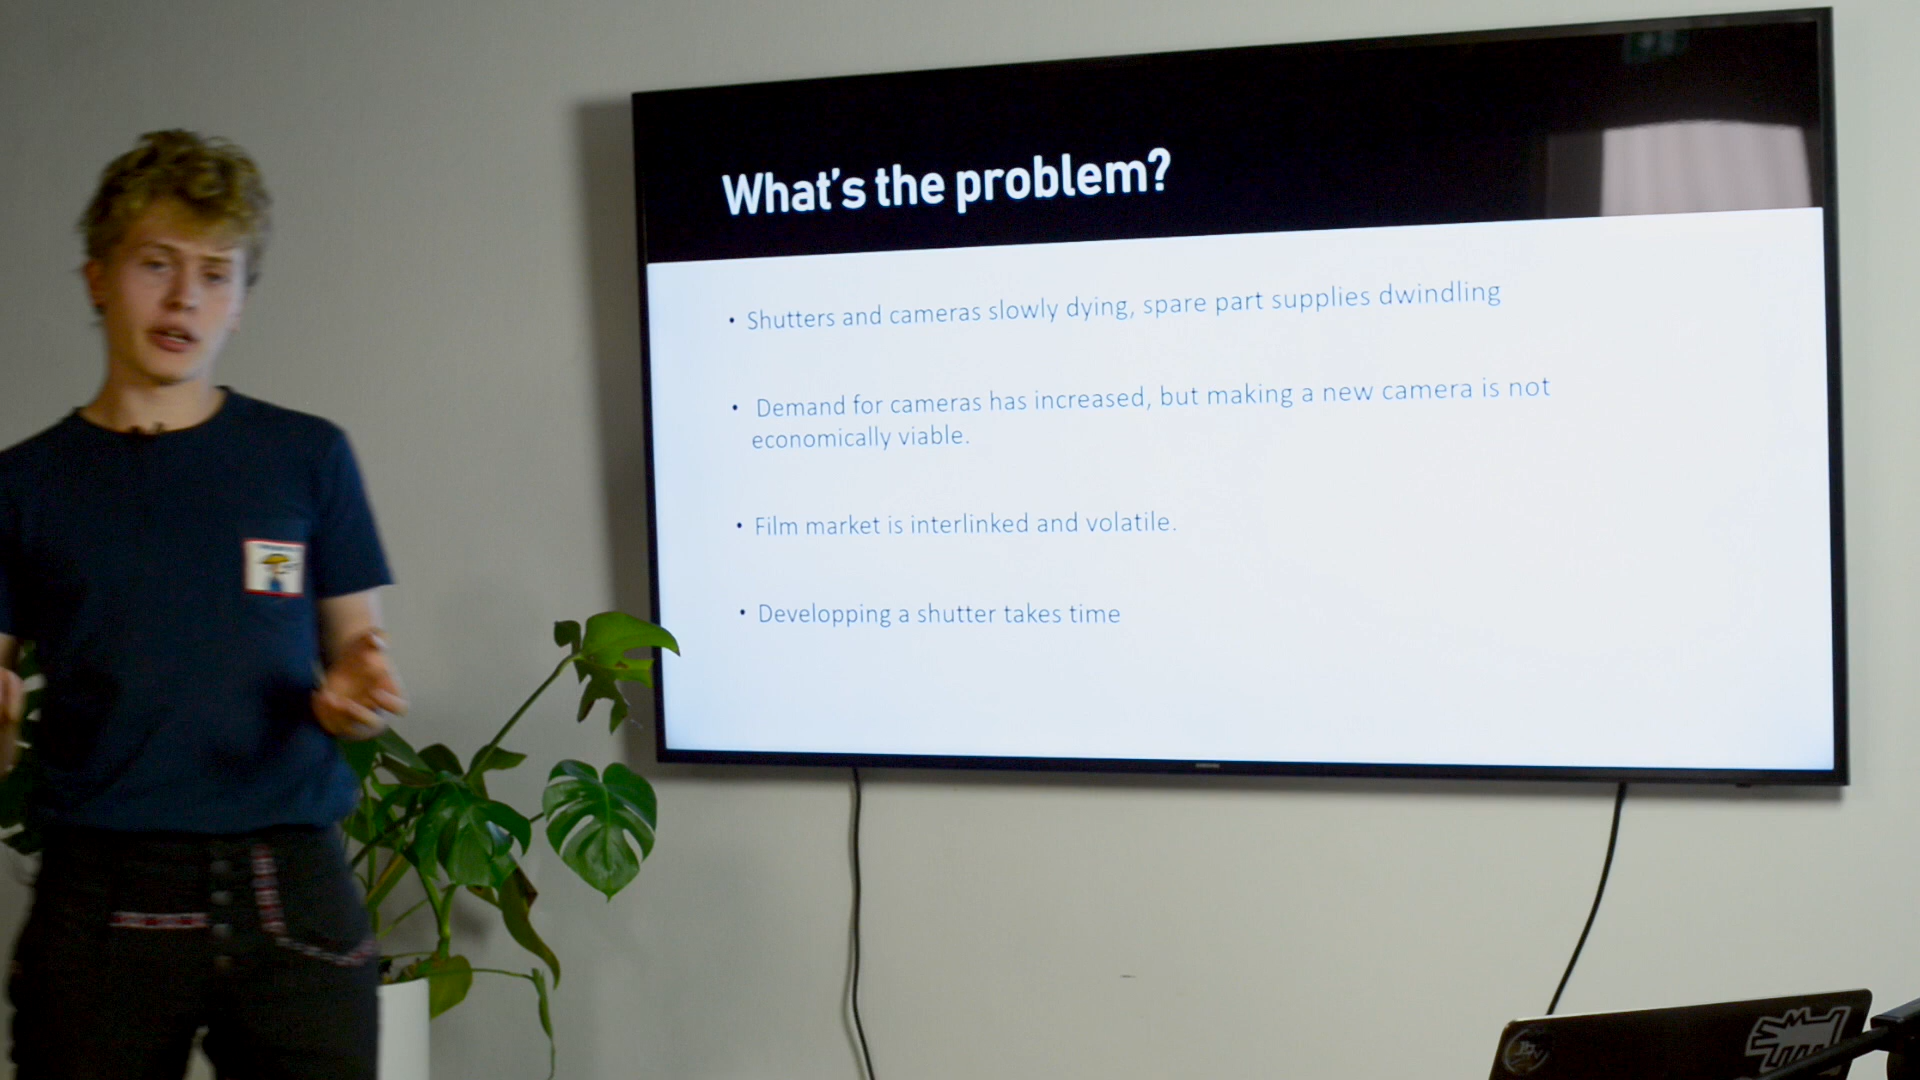 What's the problem?
• Shutters and cameras slowly dying, spare part supplies dwindling
• Demand for cameras has increased, but making a new camera is not
economically viable.
• Film market is interlinked and volatile.
• Developping a shutter takes time